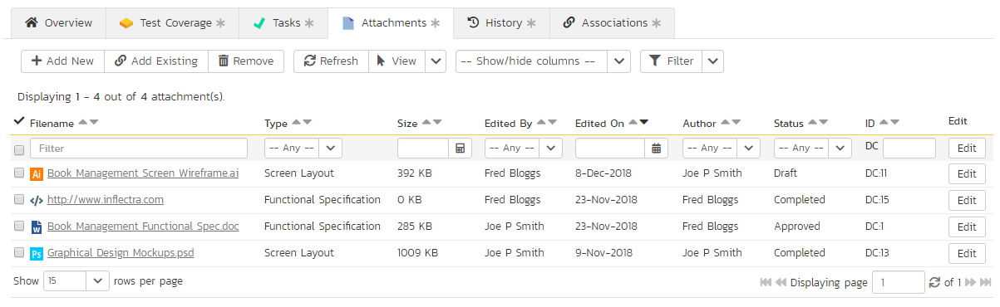 Overview Test Coverage Tasks Attachments History Associations
Add New Add Existing Remove Refresh View -- Show/hide columns -- Filter
Displaying 1 - 4 out of 4 attachment(s).
Filename Type Size Edited By Edited On Author Status ID Edit
Filter -- Any -- -- Any -- -- Any -- -- Any -- DC Edit
Ai Book Management Screen Wireframe.ai Screen Layout 392 KB Fred Bloggs 8-Dec-2018 Joe P Smith Draft DC:11 Edit
</> http://www.inflectra.com Functional Specification 0 KB Fred Bloggs 23-Nov-2018 Fred Bloggs Completed DC:15 Edit
W Book Management Functional Spec.doc Functional Specification 285 KB Joe P Smith 23-Nov-2018 Fred Bloggs Approved DC:1 Edit
Ps Graphical Design Mockups.psd Screen Layout 1009 KB Joe P Smith 9-Nov-2018 Joe P Smith Completed DC:13 Edit
Show 15 rows per page Displaying page 1 of 1